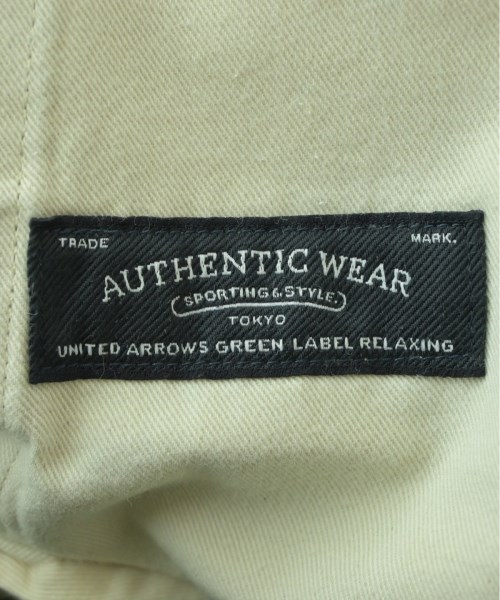 TRADE MARK.
AUTHENTIC WEAR
SPORTING & STYLE.
TOKYO
UNITED ARROWS GREEN LABEL RELAXING